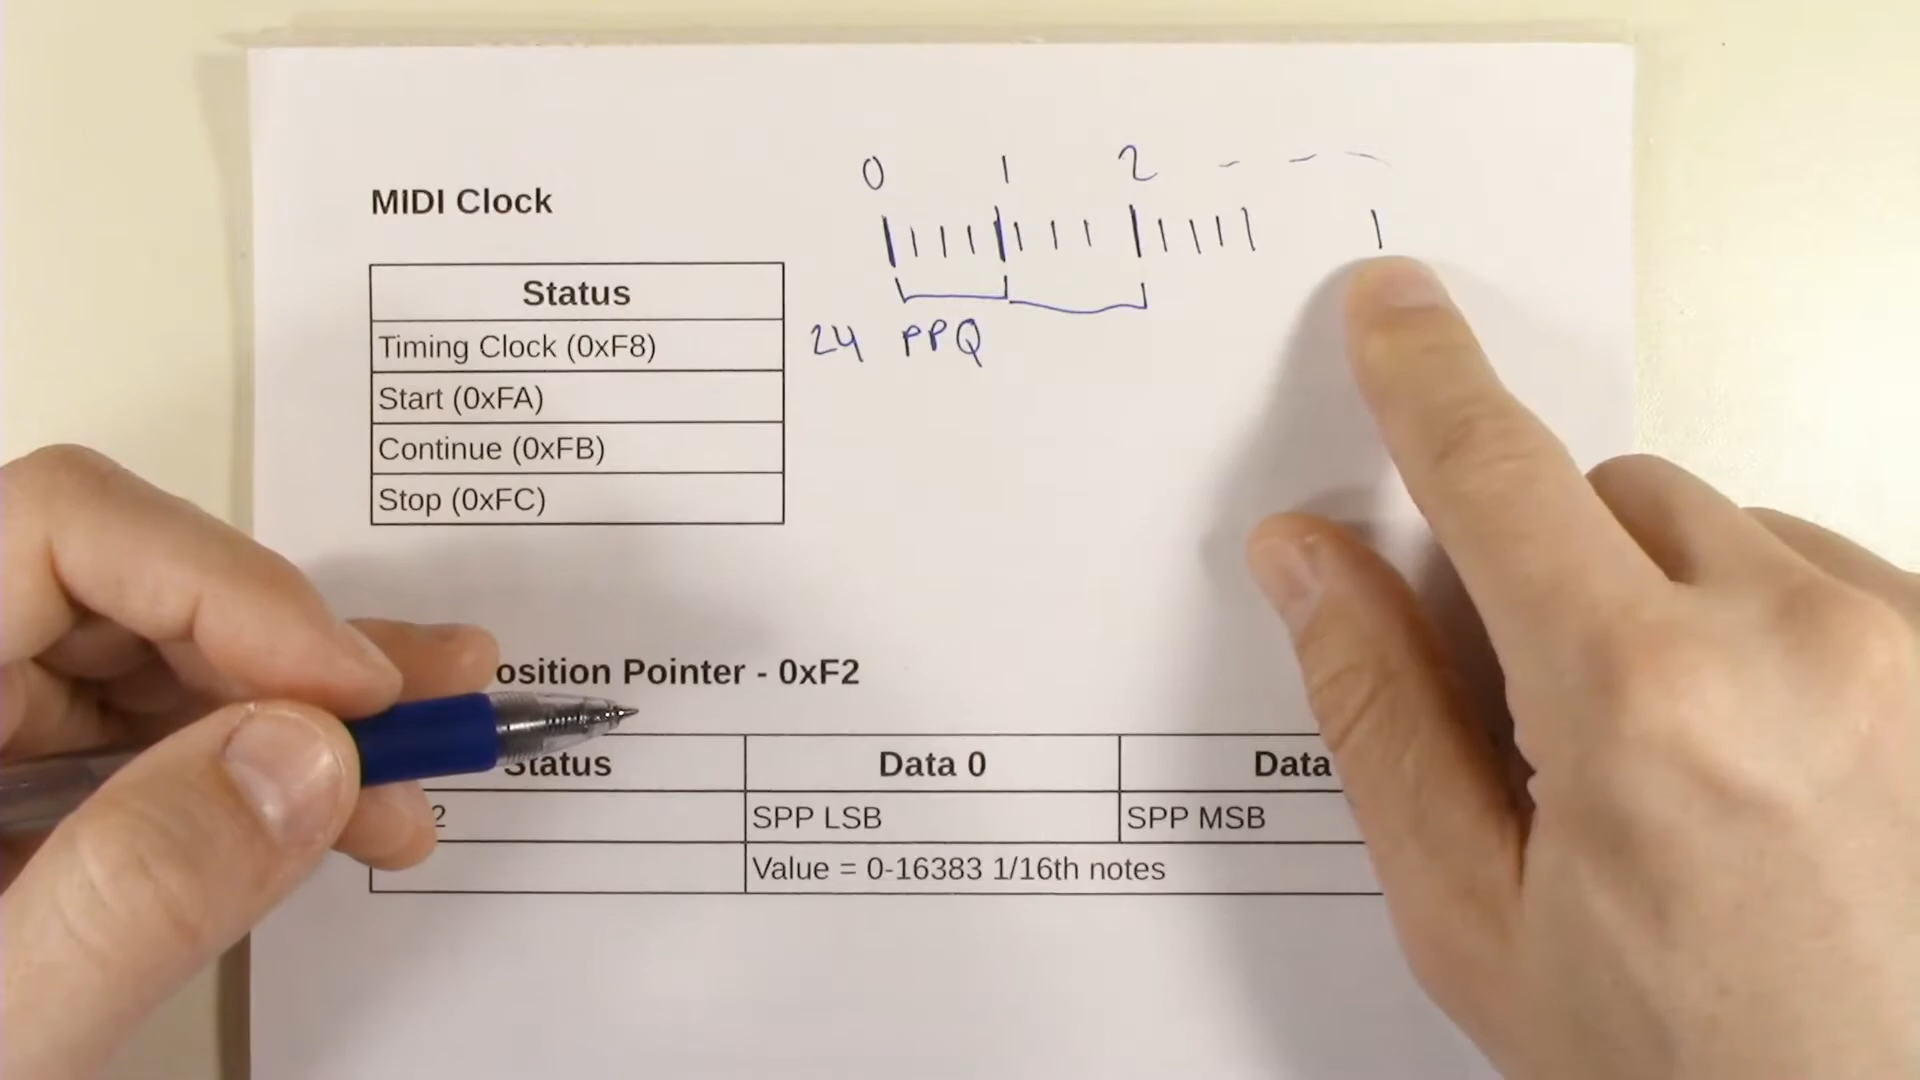 0 1 2 - - -
MIDI Clock
Status
Timing Clock (0xF8)
24 PPQ
Start (0xFA)
Continue (0xFB)
Stop (0xFC)
osition Pointer - 0xF2
Status Data 0 Data
2 SPP LSB SPP MSB
Value = 0-16383 1/16th notes